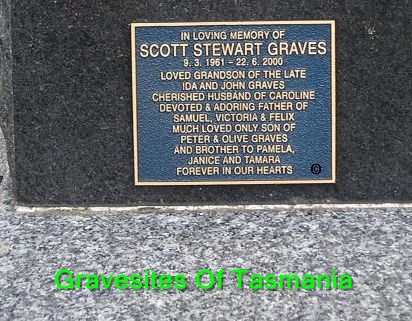 IN LOVING MEMORY OF
SCOTT STEWART GRAVES
9. 3. 1961 – 22. 6. 2000
LOVED GRANDSON OF THE LATE
IDA AND JOHN GRAVES
CHERISHED HUSBAND OF CAROLINE
DEVOTED & ADORING FATHER OF
SAMUEL, VICTORIA & FELIX
MUCH LOVED ONLY SON OF
PETER & OLIVE GRAVES
AND BROTHER TO PAMELA,
JANICE AND TAMARA
FOREVER IN OUR HEARTS ©
Gravesites Of Tasmania